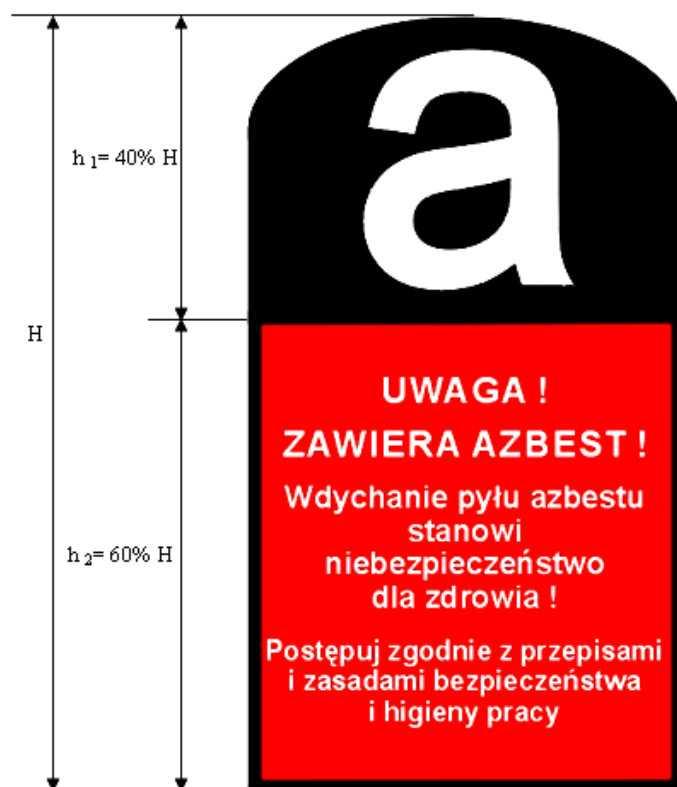 a
h 1= 40% H
H
UWAGA !
ZAWIERA AZBEST !
Wdychanie pyłu azbestu
stanowi
niebezpieczeństwo
dla zdrowia !
h 2= 60% H
Postępuj zgodnie z przepisami
i zasadami bezpieczeństwa
i higieny pracy